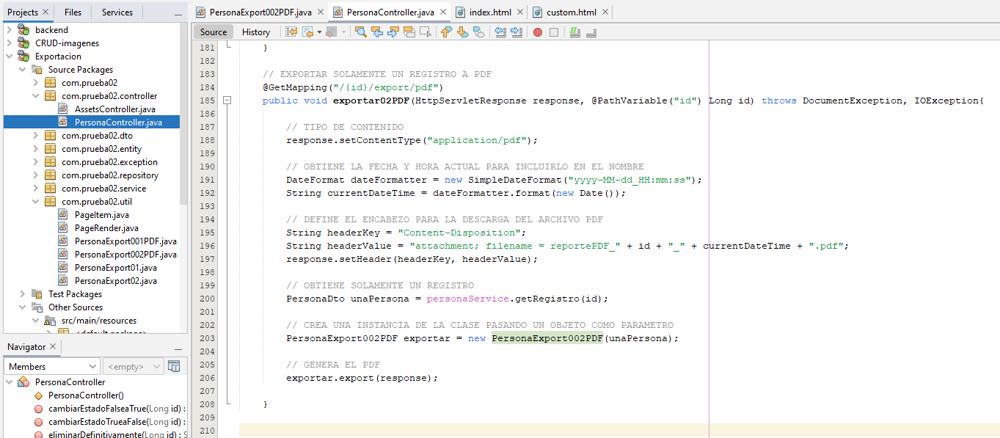 Projects
Files
Services
backend
CRUD-imagenes
Exportacion
Source Packages
com.prueba02
com.prueba02.controller
AssetsController.java
PersonaController.java
com.prueba02.dto
com.prueba02.entity
com.prueba02.exception
com.prueba02.repository
com.prueba02.service
com.prueba02.util
PageItem.java
PageRender.java
PersonaExport001PDF.java
PersonaExport002PDF.java
PersonaExport01.java
PersonaExport02.java
Test Packages
Other Sources
src/main/resources
<default package>
Navigator
Members
<empty>
PersonaController
PersonaController()
cambiarEstadoFalseaTrue(Long id) :
cambiarEstadoTrueaFalse(Long id) :
eliminarDefinitivamente(Long id) : S
PersonaExport002PDF.java
PersonaController.java
index.html
custom.html
Source
History
181 }
182
183 // EXPORTAR SOLAMENTE UN REGISTRO A PDF
184 @GetMapping("/{id}/export/pdf")
185 public void exportar02PDF(HttpServletResponse response, @PathVariable("id") Long id) throws DocumentException, IOException{
186
187 // TIPO DE CONTENIDO
188 response.setContentType("application/pdf");
189
190 // OBTIENE LA FECHA Y HORA ACTUAL PARA INCLUIRLO EN EL NOMBRE
191 DateFormat dateFormatter = new SimpleDateFormat("yyyy-MM-dd_HH:mm:ss");
192 String currentDateTime = dateFormatter.format(new Date());
193
194 // DEFINE EL ENCABEZO PARA LA DESCARGA DEL ARCHIVO PDF
195 String headerKey = "Content-Disposition";
196 String headerValue = "attachment; filename = reportePDF_" + id + "_" + currentDateTime + ".pdf";
197 response.setHeader(headerKey, headerValue);
198
199 // OBTIENE SOLAMENTE UN REGISTRO
200 PersonaDto unaPersona = personaService.getRegistro(id);
201
202 // CREA UNA INSTANCIA DE LA CLASE PASANDO UN OBJETO COMO PARAMETRO
203 PersonaExport002PDF exportar = new PersonaExport002PDF(unaPersona);
204
205 // GENERA EL PDF
206 exportar.export(response);
207
208 }
209
210